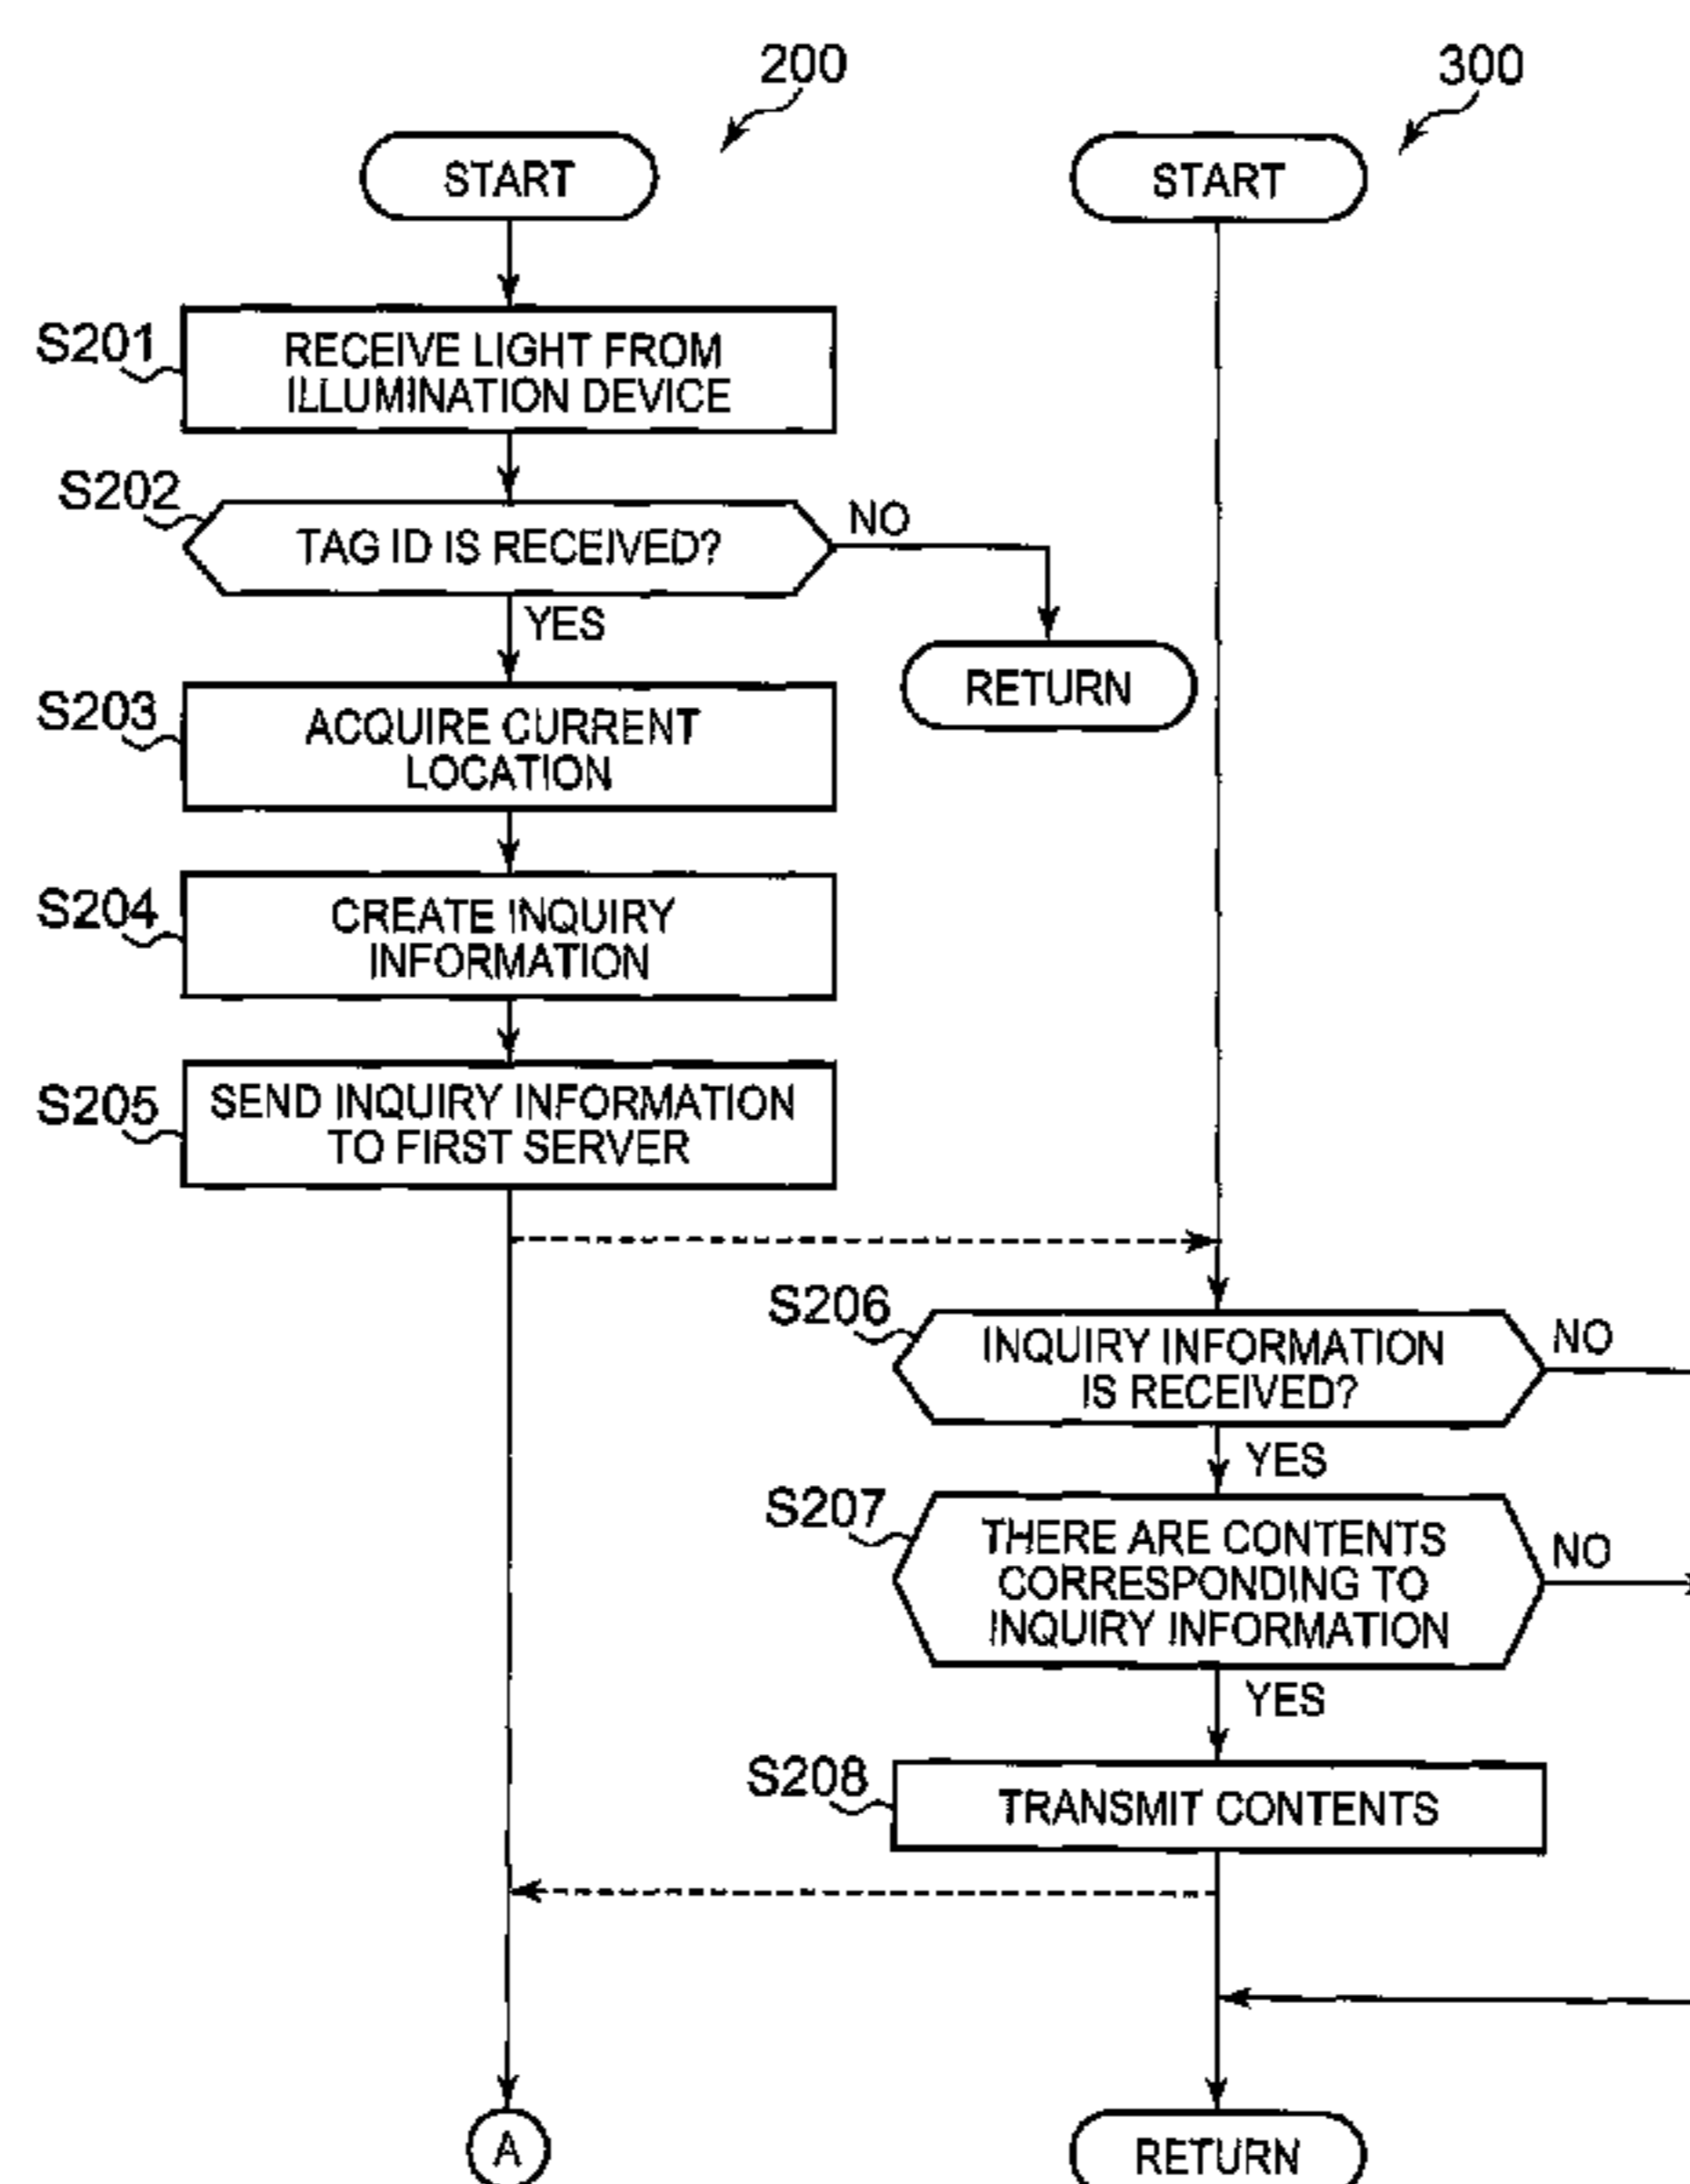 200
300
START
START
S201
RECEIVE LIGHT FROM
ILLUMINATION DEVICE
S202
TAG ID IS RECEIVED?
NO
YES
RETURN
S203
ACQUIRE CURRENT
LOCATION
S204
CREATE INQUIRY
INFORMATION
S205
SEND INQUIRY INFORMATION
TO FIRST SERVER
S206
INQUIRY INFORMATION
IS RECEIVED?
NO
YES
S207
THERE ARE CONTENTS
CORRESPONDING TO
INQUIRY INFORMATION
NO
YES
S208
TRANSMIT CONTENTS
A
RETURN